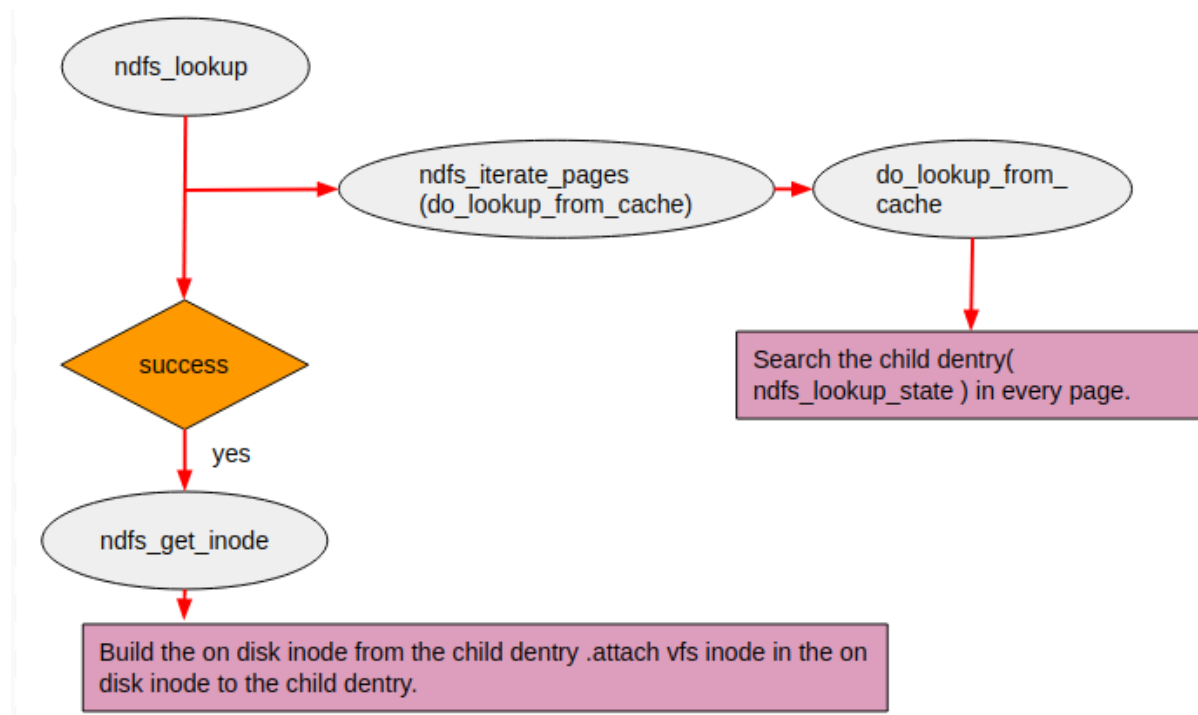 ndfs_lookup
ndfs_iterate_pages
(do_lookup_from_cache)
do_lookup_from_
cache
success
Search the child dentry(
ndfs_lookup_state ) in every page.
yes
ndfs_get_inode
Build the on disk inode from the child dentry .attach vfs inode in the on
disk inode to the child dentry.